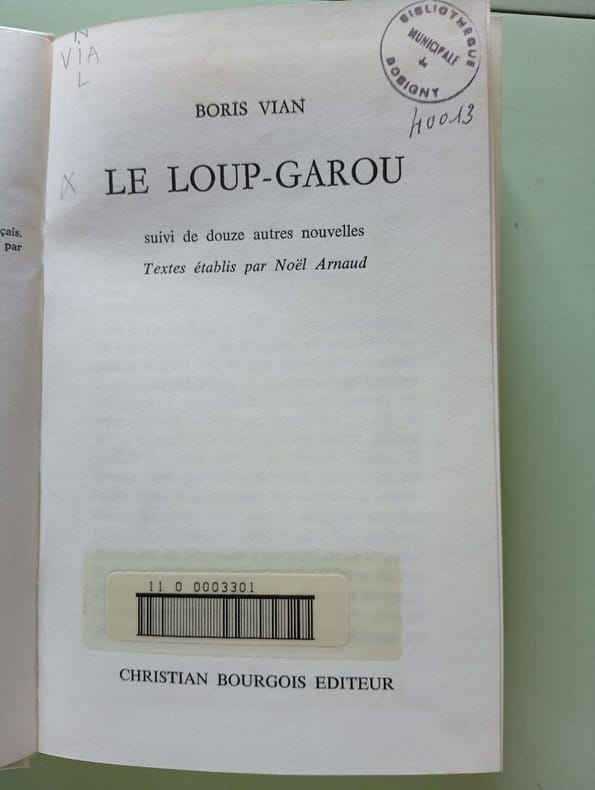 N
VIA
L
BIBLIOTHEQUE
MUNICIPALE
de
BOBIGNY
40013
BORIS VIAN
LE LOUP-GAROU
suivi de douze autres nouvelles
Textes établis par Noël Arnaud
çais.
par
11 0 0003301
CHRISTIAN BOURGOIS EDITEUR